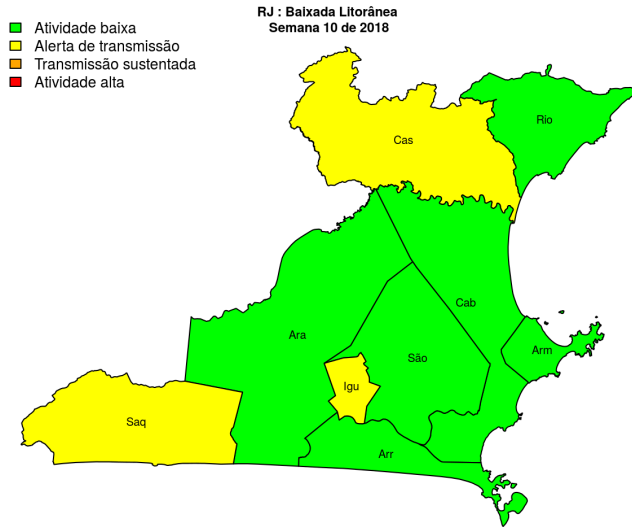 RJ : Baixada Litorânea
Semana 10 de 2018
Atividade baixa
Alerta de transmissão
Transmissão sustentada
Atividade alta
Rio
Cas
Cab
Ara
Arm
São
Igu
Saq
Arr